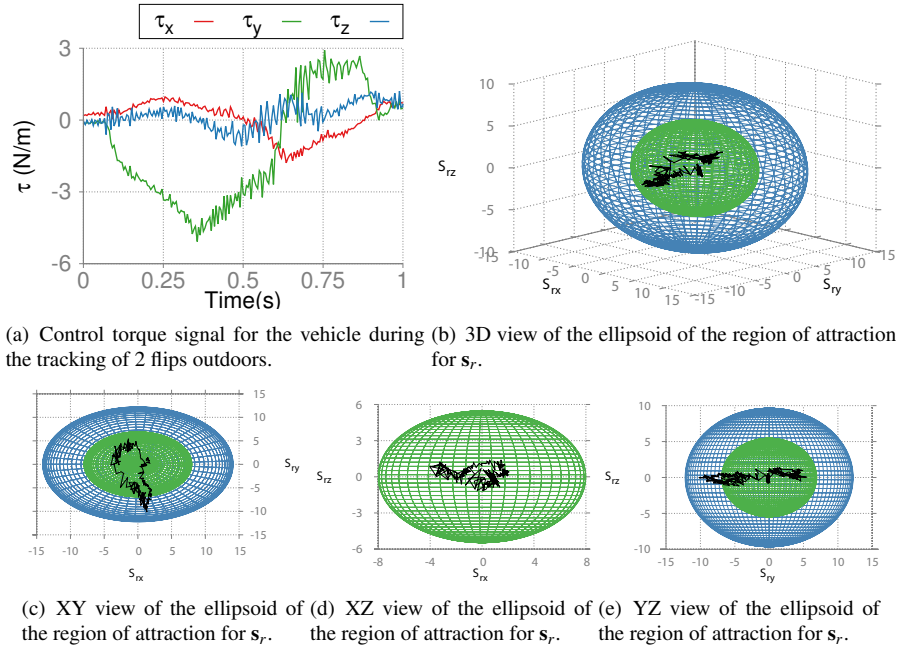 τx τy τz
3
0
-3
-6
τ (N/m)
0 0.25 0.5 0.75 1
Time(s)
10
5
0
-5
-10
Srz
-15 -10 -5 0 5 10 15
Srx
-15 -10 -5 0 5 10 15
Sry
(a) Control torque signal for the vehicle during
the tracking of 2 flips outdoors.
(b) 3D view of the ellipsoid of the region of attraction
for sr.
15
10
5
0
-5
-10
-15
Sry
-15 -10 -5 0 5 10 15
Srx
6
3
0
-3
-6
Srz
-8 -4 0 4 8
Srx
10
5
0
-5
-10
Srz
-15 -10 -5 0 5 10 15
Sry
(c) XY view of the ellipsoid of
the region of attraction for sr.
(d) XZ view of the ellipsoid of
the region of attraction for sr.
(e) YZ view of the ellipsoid of
the region of attraction for sr.